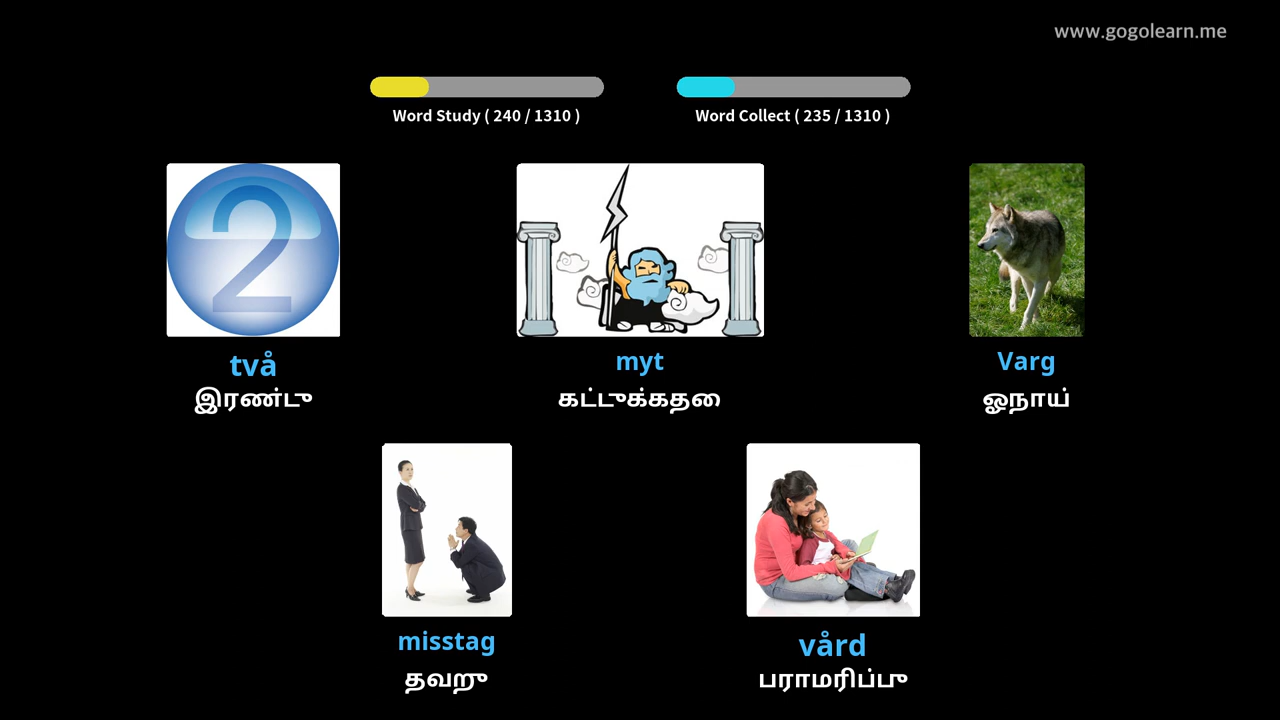 www.gogolearn.me
Word Study ( 240 / 1310 )
Word Collect ( 235 / 1310 )
2
två
myt
Varg
இரண்டு
கட்டுக்கதை
ஓநாய்
misstag
vård
தவறு
பராமரிப்பு